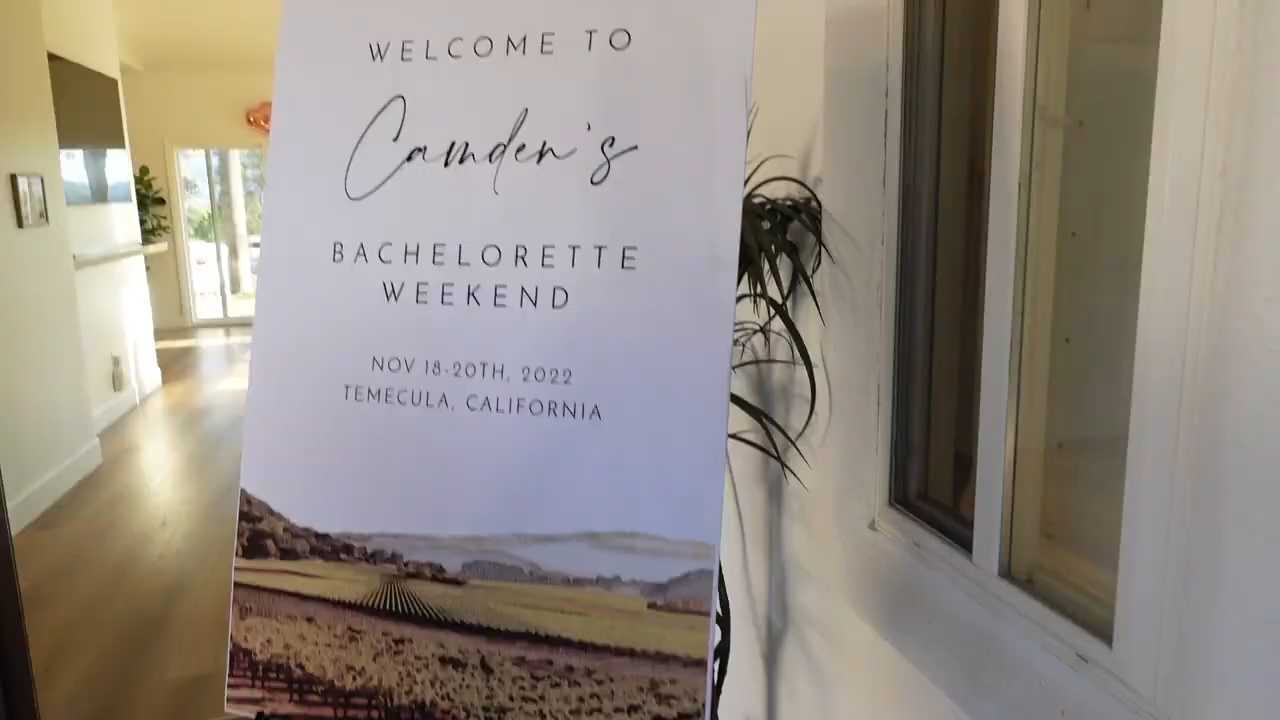 WELCOME TO
Camden's
BACHELORETTE
WEEKEND
NOV 18-20TH, 2022
TEMECULA, CALIFORNIA